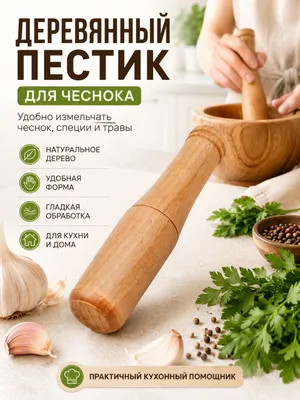 ДЕРЕВЯННЫЙ
ПЕСТИК
ДЛЯ ЧЕСНОКА
Удобно измельчать
чеснок, специи и травы
НАТУРАЛЬНОЕ
ДЕРЕВО
УДОБНАЯ
ФОРМА
ГЛАДКАЯ
ОБРАБОТКА
ДЛЯ КУХНИ
И ДОМА
ПРАКТИЧНЫЙ КУХОННЫЙ ПОМОЩНИК